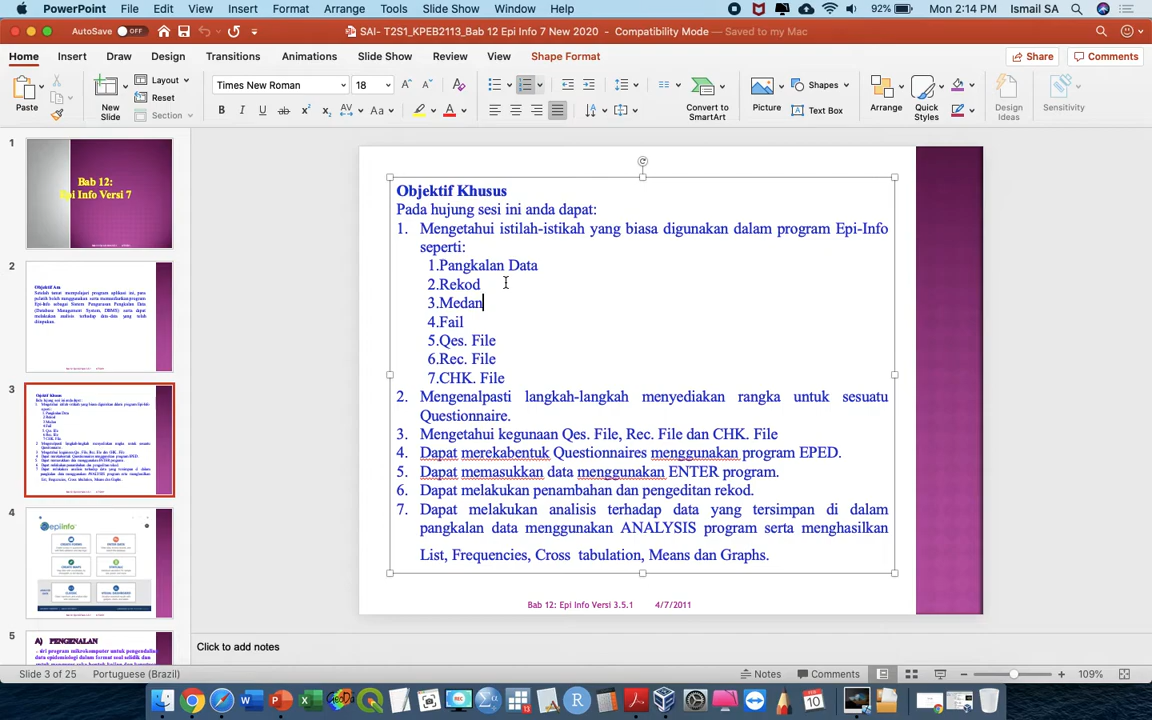 PowerPoint File Edit View Insert Format Arrange Tools Slide Show Window Help 92% Mon 2:14 PM Ismail SA
AutoSave OFF SAI- T2S1_KPEB2113_Bab 12 Epi Info 7 New 2020 - Compatibility Mode — Saved to my Mac
Home Insert Draw Design Transitions Animations Slide Show Review View Shape Format Share Comments
Paste New Slide Layout Reset Section Times New Roman 18 Convert to SmartArt Picture Shapes Text Box Arrange Quick Styles Design Ideas Sensitivity
1
Bab 12:
Epi Info Versi 7
2
Objektif Am
3
Objektif Khusus
4
epiinfo
5
A) PENGENALAN
Objektif Khusus
Pada hujung sesi ini anda dapat:
1. Mengetahui istilah-istikah yang biasa digunakan dalam program Epi-Info
seperti:
1.Pangkalan Data
2.Rekod
3.Medan
4.Fail
5.Qes. File
6.Rec. File
7.CHK. File
2. Mengenalpasti langkah-langkah menyediakan rangka untuk sesuatu
Questionnaire.
3. Mengetahui kegunaan Qes. File, Rec. File dan CHK. File
4. Dapat merekabentuk Questionnaires menggunakan program EPED.
5. Dapat memasukkan data menggunakan ENTER program.
6. Dapat melakukan penambahan dan pengeditan rekod.
7. Dapat melakukan analisis terhadap data yang tersimpan di dalam
pangkalan data menggunakan ANALYSIS program serta menghasilkan
List, Frequencies, Cross tabulation, Means dan Graphs.
Bab 12: Epi Info Versi 3.5.1 4/7/2011
Click to add notes
Slide 3 of 25 Portuguese (Brazil) Notes Comments 109%